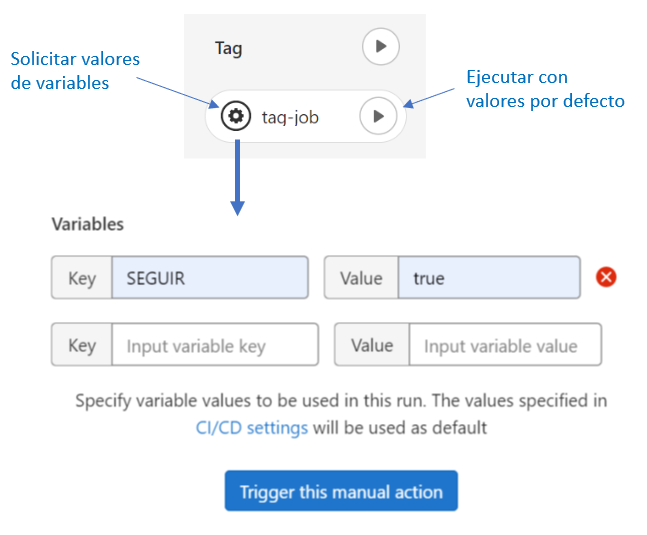 Solicitar valores
de variables
Tag
tag-job
Ejecutar con
valores por defecto
Variables
Key SEGUIR Value true
Key Input variable key Value Input variable value
Specify variable values to be used in this run. The values specified in
CI/CD settings will be used as default
Trigger this manual action